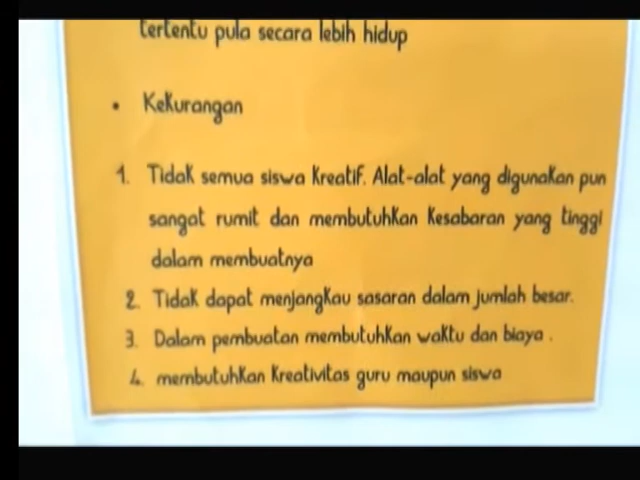 tertentu pula secara lebih hidup
• Kekurangan
1. Tidak semua siswa kreatif. Alat-alat yang digunakan pun
sangat rumit dan membutuhkan kesabaran yang tinggi
dalam membuatnya
2. Tidak dapat menjangkau sasaran dalam jumlah besar.
3. Dalam pembuatan membutuhkan waktu dan biaya .
4. membutuhkan kreativitas guru maupun siswa